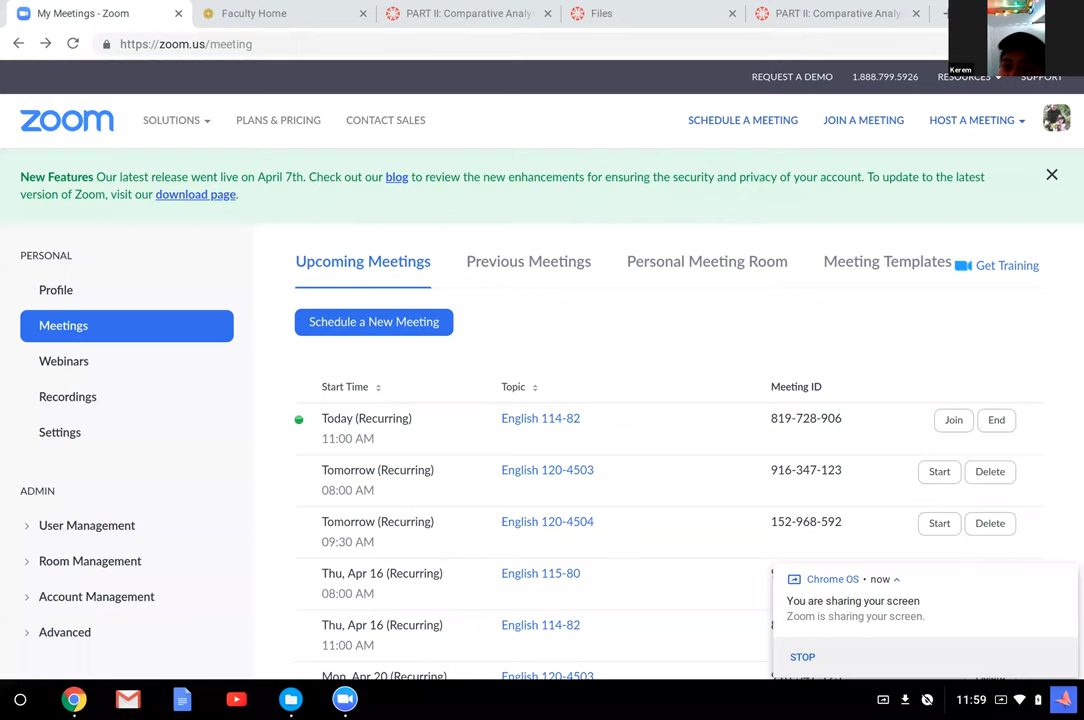 My Meetings - Zoom
Faculty Home
PART II: Comparative Analy
Files
PART II: Comparative Analy
https://zoom.us/meeting
Kerem
REQUEST A DEMO 1.888.799.5926 RESOURCES SUPPORT
zoom SOLUTIONS PLANS & PRICING CONTACT SALES SCHEDULE A MEETING JOIN A MEETING HOST A MEETING
New Features Our latest release went live on April 7th. Check out our blog to review the new enhancements for ensuring the security and privacy of your account. To update to the latest
version of Zoom, visit our download page.
PERSONAL
Profile
Meetings
Webinars
Recordings
Settings
ADMIN
User Management
Room Management
Account Management
Advanced
Upcoming Meetings Previous Meetings Personal Meeting Room Meeting Templates Get Training
Schedule a New Meeting
Start Time Topic Meeting ID
Today (Recurring) English 114-82 819-728-906 Join End
11:00 AM
Tomorrow (Recurring) English 120-4503 916-347-123 Start Delete
08:00 AM
Tomorrow (Recurring) English 120-4504 152-968-592 Start Delete
09:30 AM
Thu, Apr 16 (Recurring) English 115-80
08:00 AM
Thu, Apr 16 (Recurring) English 114-82
11:00 AM
Mon, Apr 20 (Recurring) English 120-4503
Chrome OS • now
You are sharing your screen
Zoom is sharing your screen.
STOP
11:59